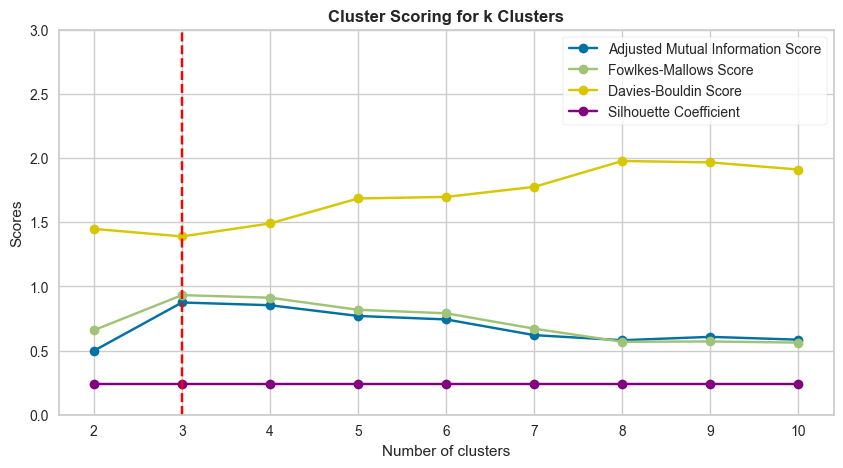 Cluster Scoring for k Clusters
3.0
2.5
2.0
1.5
1.0
0.5
0.0
Scores
Adjusted Mutual Information Score
Fowlkes-Mallows Score
Davies-Bouldin Score
Silhouette Coefficient
2 3 4 5 6 7 8 9 10
Number of clusters